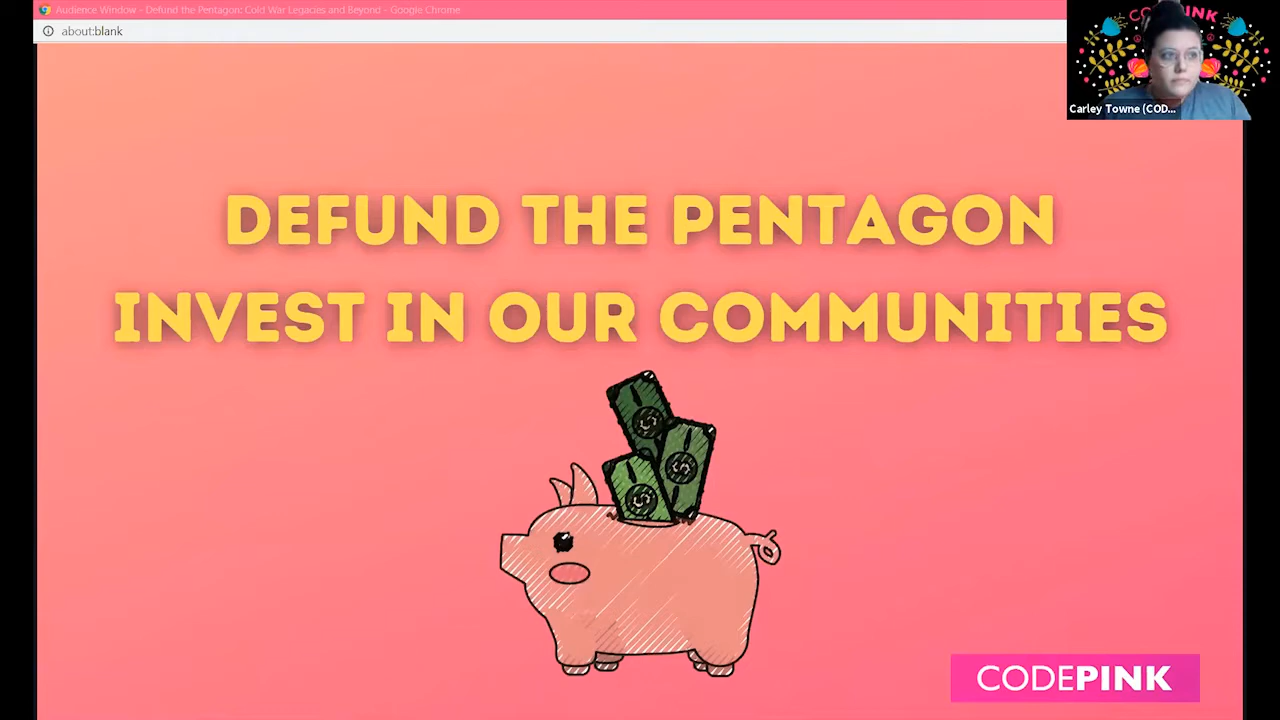 Audience Window - Defund the Pentagon: Cold War Legacies and Beyond - Google Chrome
about:blank
CODEPINK
Carley Towne (COD...
DEFUND THE PENTAGON
INVEST IN OUR COMMUNITIES
CODEPINK